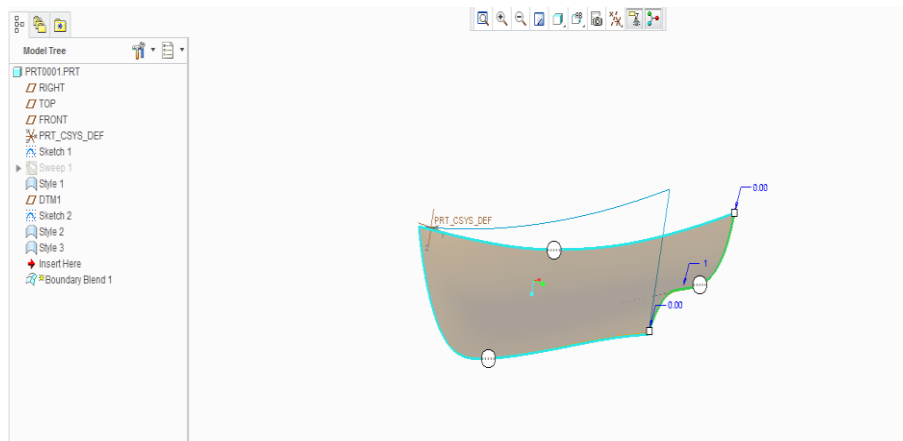 Model Tree
PRT0001.PRT
RIGHT
TOP
FRONT
PRT_CSYS_DEF
Sketch 1
Sweep 1
Style 1
DTM1
Sketch 2
Style 2
Style 3
Insert Here
Boundary Blend 1
0.00
PRT_CSYS_DEF
1
0.00